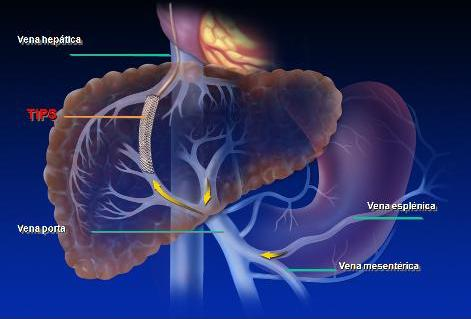 Vena hepática
TIPS
Vena esplénica
Vena porta
Vena mesentérica